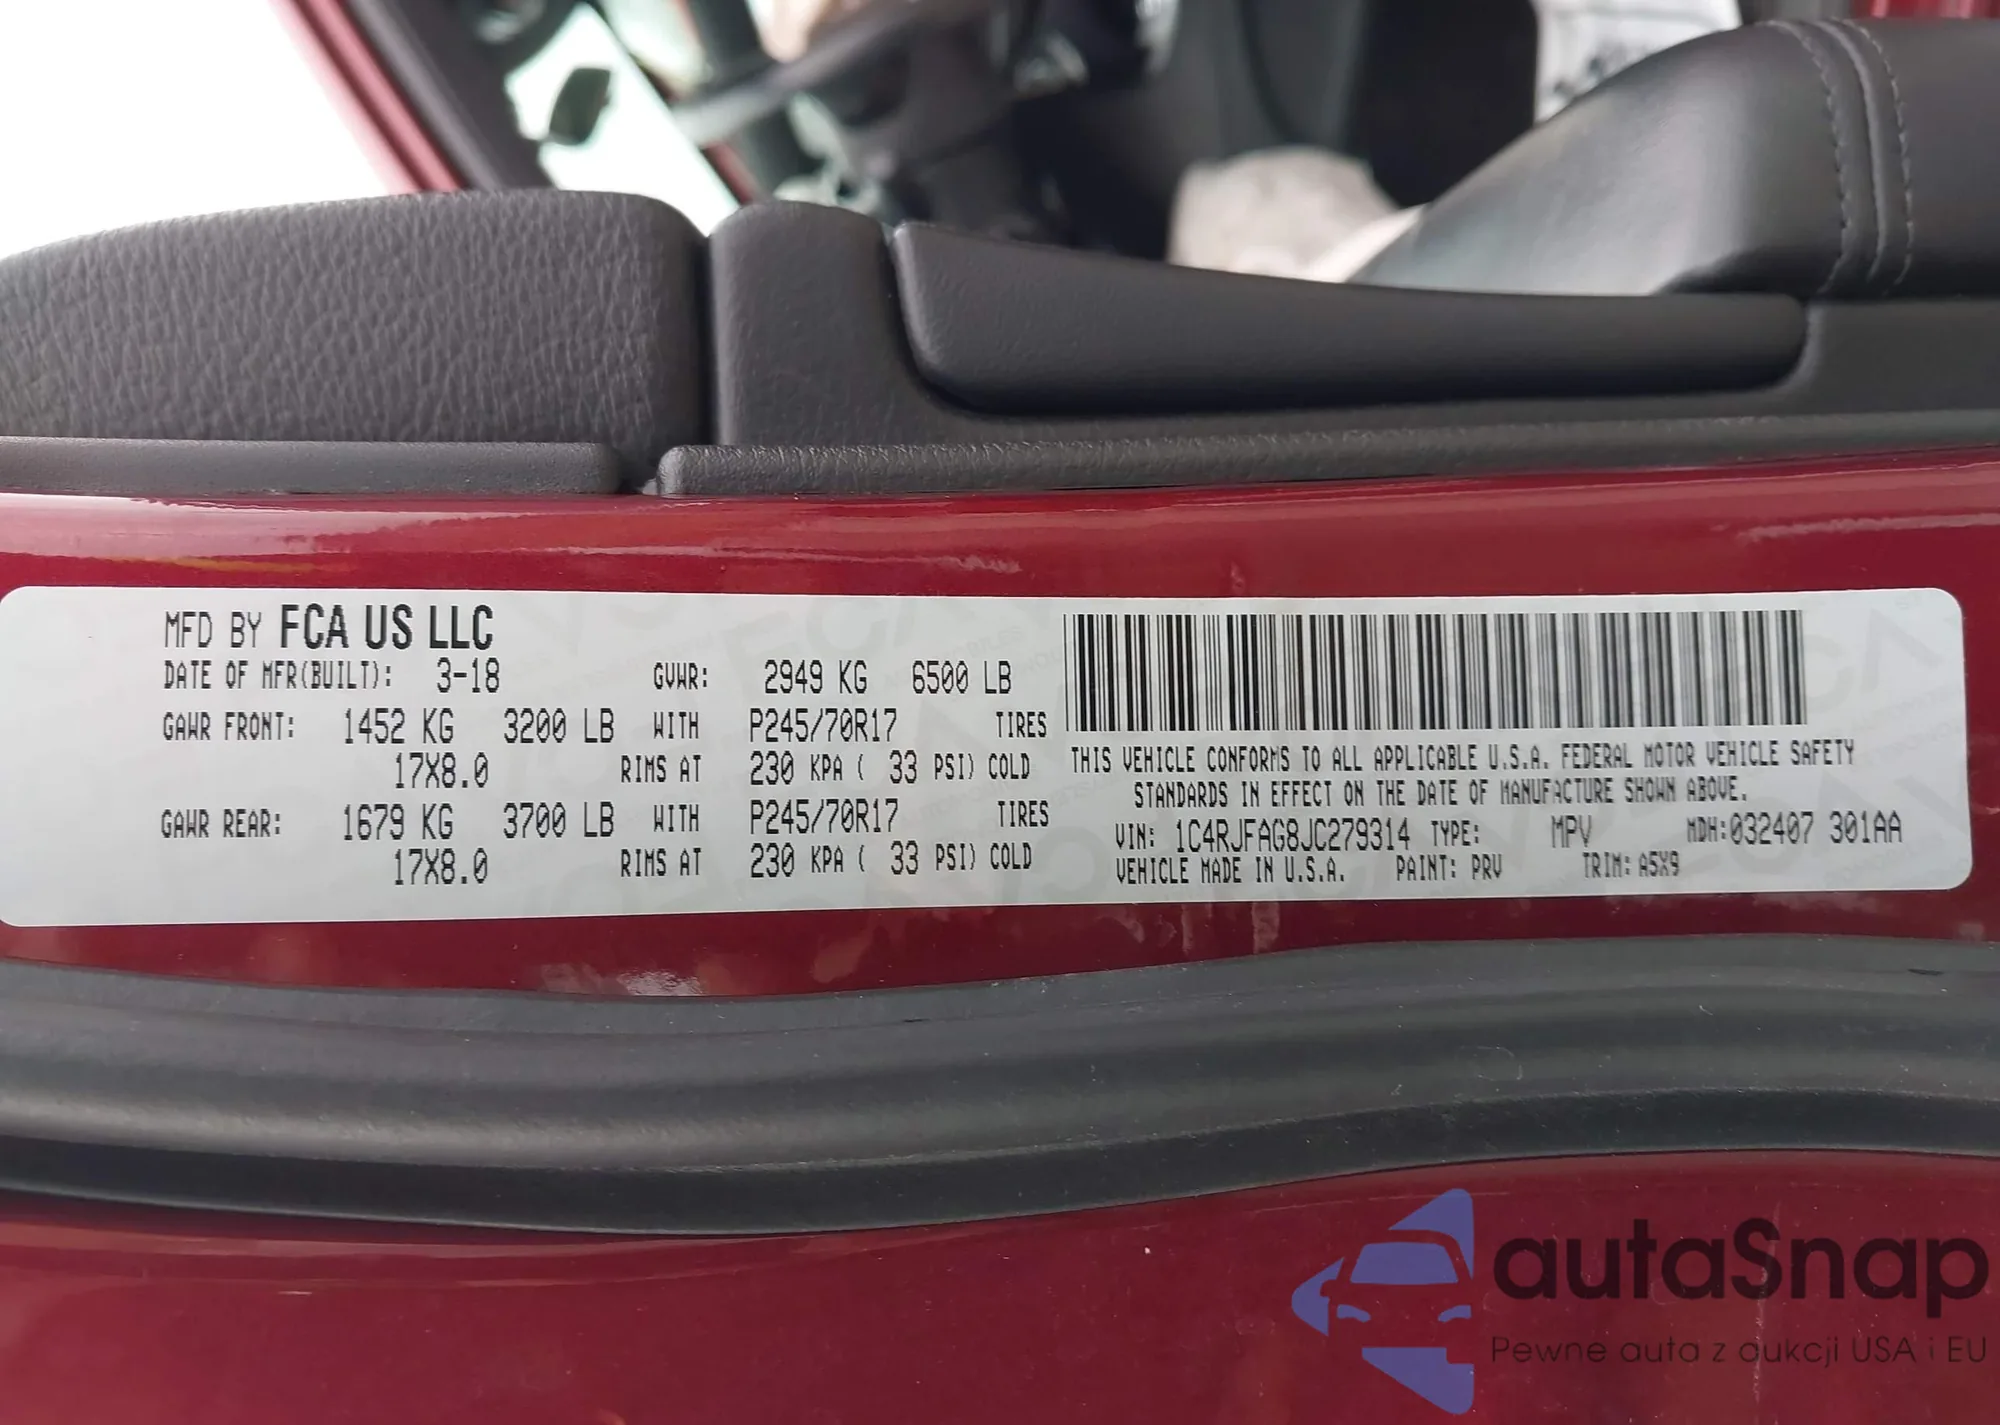 MFD BY FCA US LLC
DATE OF MFR(BUILT): 3-18 GVWR: 2949 KG 6500 LB
GAWR FRONT: 1452 KG 3200 LB WITH P245/70R17 TIRES
17X8.0 RIMS AT 230 KPA ( 33 PSI) COLD
GAWR REAR: 1679 KG 3700 LB WITH P245/70R17 TIRES
17X8.0 RIMS AT 230 KPA ( 33 PSI) COLD
THIS VEHICLE CONFORMS TO ALL APPLICABLE U.S.A. FEDERAL MOTOR VEHICLE SAFETY
STANDARDS IN EFFECT ON THE DATE OF MANUFACTURE SHOWN ABOVE.
VIN: 1C4RJFAG8JC279314 TYPE: MPV MDH:032407 301AA
VEHICLE MADE IN U.S.A. PAINT: PRV TRIM: A5X9
autaSnap
Pewne auta z aukcji USA i EU